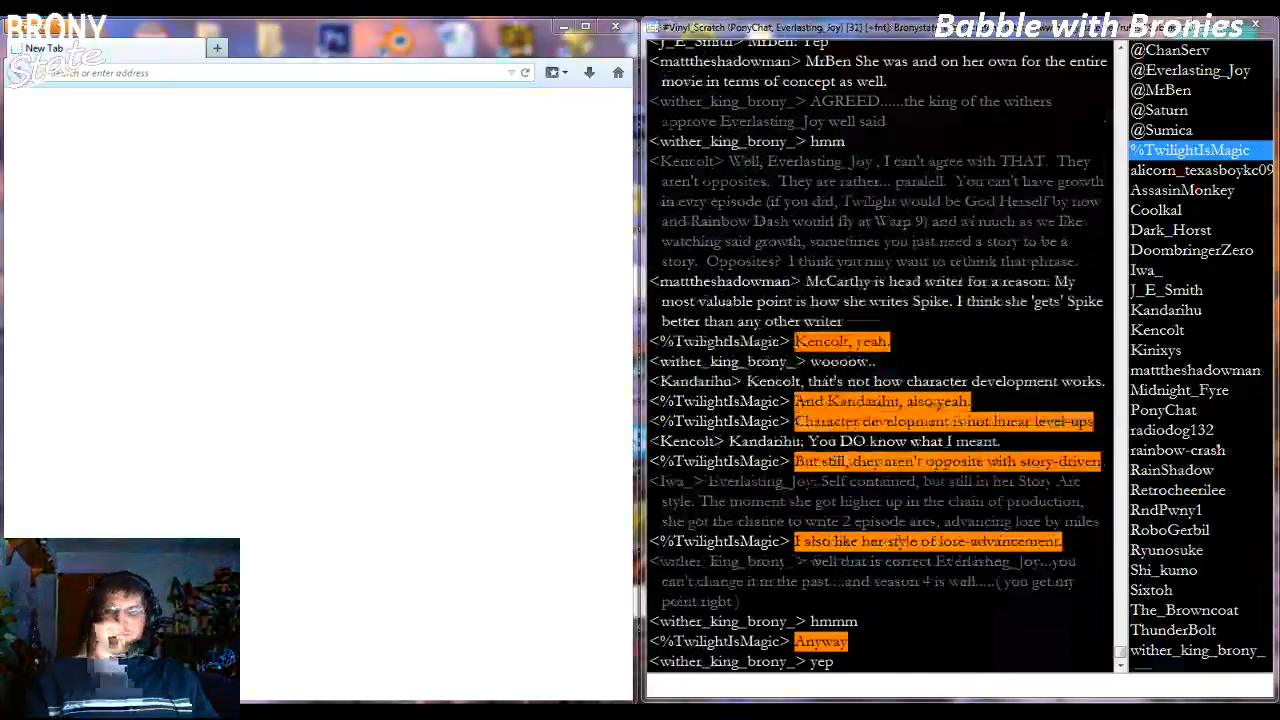 BRONY
State
New Tab
Search or enter address
#Vinyl_Scratch (PonyChat, Everlasting_Joy) [31] [+fnt]:
Babble with Bronies
<J_E_Smith> MrBen: Yep
<matttheshadowman> MrBen She was and on her own for the entire
movie in terms of concept as well.
<wither_king_brony_> AGREED......the king of the withers
approve Everlasting_Joy well said
<wither_king_brony_> hmm
<Kencolt> Well, Everlasting_Joy , I can't agree with THAT. They
aren't opposites. They are rather... paralell. You can't have growth
in evry episode (if you did, Twilight would be God Herself by now
and Rainbow Dash would fly at Warp 9) and as much as we like
watching said growth, sometimes you just need a story to be a
story. Opposites? I think you may want to rethink that phrase.
<matttheshadowman> McCarthy is head writer for a reason. My
most valuable point is how she writes Spike. I think she 'gets' Spike
better than any other writer
<%TwilightIsMagic> Kencolt, yeah.
<wither_king_brony_> woooow..
<Kandarihu> Kencolt, that's not how character development works.
<%TwilightIsMagic> And Kandarihu, also yeah.
<%TwilightIsMagic> Character development is not linear level-ups
<Kencolt> Kandarihu; You DO know what I meant.
<%TwilightIsMagic> But still, they aren't opposite with story-driven.
<Iwa_> Everlasting_Joy: Self contained, but still in her Story Arc
style. The moment she got higher up in the chain of production,
she got the chance to write 2 episode arcs, advancing lore by miles
<%TwilightIsMagic> I also like her style of lore-advancement.
<wither_king_brony_> well that is correct Everlasting_Joy...you
can't change it in the past....and season 4 is well.....( you get my
point right )
<wither_king_brony_> hmmm
<%TwilightIsMagic> Anyway
<wither_king_brony_> yep
@ChanServ
@Everlasting_Joy
@MrBen
@Saturn
@Sumica
%TwilightIsMagic
alicorn_texasboykc09
AssasinMonkey
Coolkal
Dark_Horst
DoombringerZero
Iwa_
J_E_Smith
Kandarihu
Kencolt
Kinixys
matttheshadowman
Midnight_Fyre
PonyChat
radiodog132
rainbow-crash
RainShadow
Retrocheerilee
RndPwny1
RoboGerbil
Ryunosuke
Shi_kumo
Sixtoh
The_Browncoat
ThunderBolt
wither_king_brony_